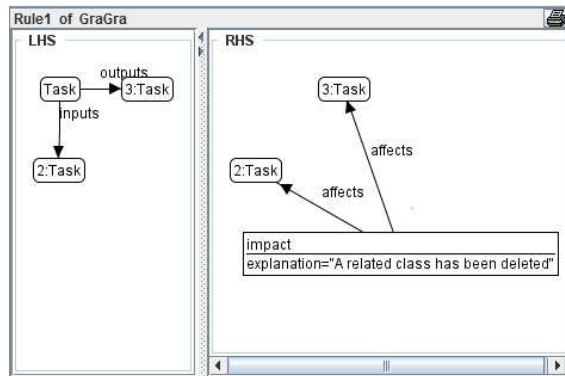 Rule1 of GraGra
LHS
outputs
Task
3:Task
inputs
2:Task
RHS
3:Task
affects
2:Task
affects
impact
explanation="A related class has been deleted"